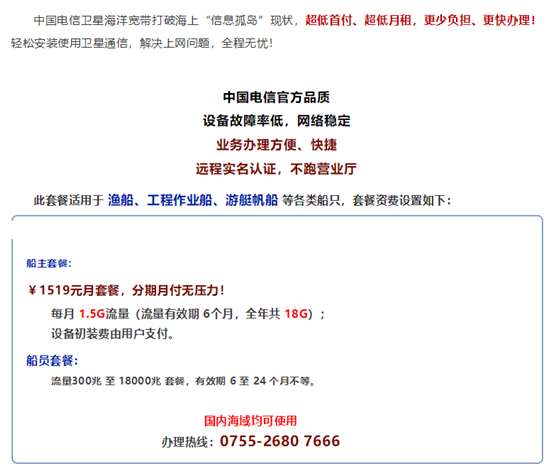 中国电信卫星海洋宽带打破海上“信息孤岛”现状，超低首付、超低月租，更少负担、更快办理！
轻松安装使用卫星通信，解决上网问题，全程无忧！
中国电信官方品质
设备故障率低，网络稳定
业务办理方便、快捷
远程实名认证，不跑营业厅
此套餐适用于 渔船、工程作业船、游艇帆船 等各类船只，套餐资费设置如下：
船主套餐：
￥1519元月套餐，分期月付无压力！
每月 1.5G流量（流量有效期 6个月，全年共 18G）；
设备初装费由用户支付。
船员套餐：
流量300兆 至 18000兆 套餐，有效期 6 至 24 个月不等。
国内海域均可使用
办理热线：0755-2680 7666